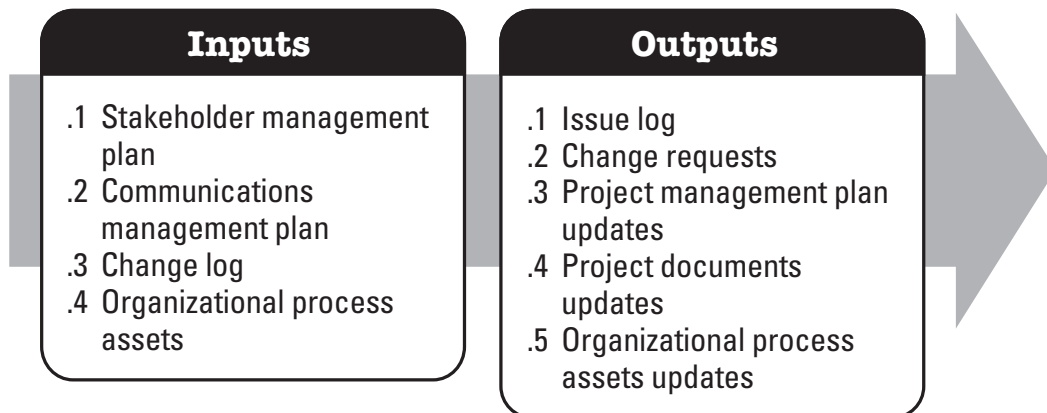 Inputs
.1 Stakeholder management
plan
.2 Communications
management plan
.3 Change log
.4 Organizational process
assets
Outputs
.1 Issue log
.2 Change requests
.3 Project management plan
updates
.4 Project documents
updates
.5 Organizational process
assets updates